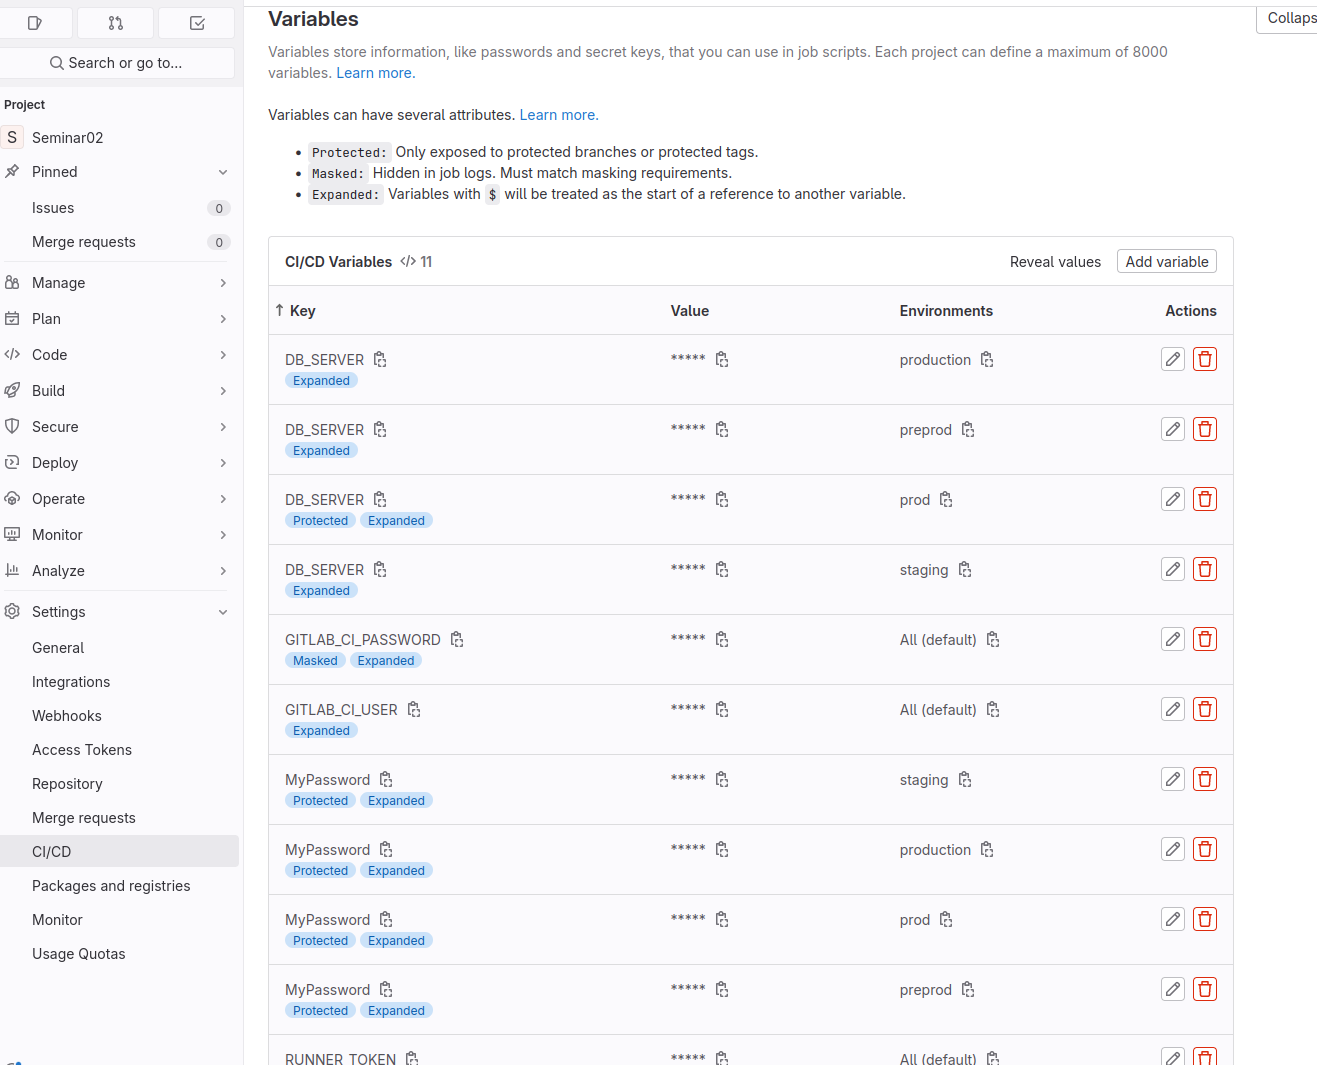 Search or go to...
Project
S Seminar02
Pinned
Issues 0
Merge requests 0
Manage
Plan
Code
Build
Secure
Deploy
Operate
Monitor
Analyze
Settings
General
Integrations
Webhooks
Access Tokens
Repository
Merge requests
CI/CD
Packages and registries
Monitor
Usage Quotas
Variables
Collaps
Variables store information, like passwords and secret keys, that you can use in job scripts. Each project can define a maximum of 8000
variables. Learn more.
Variables can have several attributes. Learn more.
• Protected: Only exposed to protected branches or protected tags.
• Masked: Hidden in job logs. Must match masking requirements.
• Expanded: Variables with $ will be treated as the start of a reference to another variable.
CI/CD Variables </> 11 Reveal values Add variable
↑ Key Value Environments Actions
DB_SERVER ***** production
Expanded
DB_SERVER ***** preprod
Expanded
DB_SERVER ***** prod
Protected Expanded
DB_SERVER ***** staging
Expanded
GITLAB_CI_PASSWORD ***** All (default)
Masked Expanded
GITLAB_CI_USER ***** All (default)
Expanded
MyPassword ***** staging
Protected Expanded
MyPassword ***** production
Protected Expanded
MyPassword ***** prod
Protected Expanded
MyPassword ***** preprod
Protected Expanded
RUNNER_TOKEN ***** All (default)